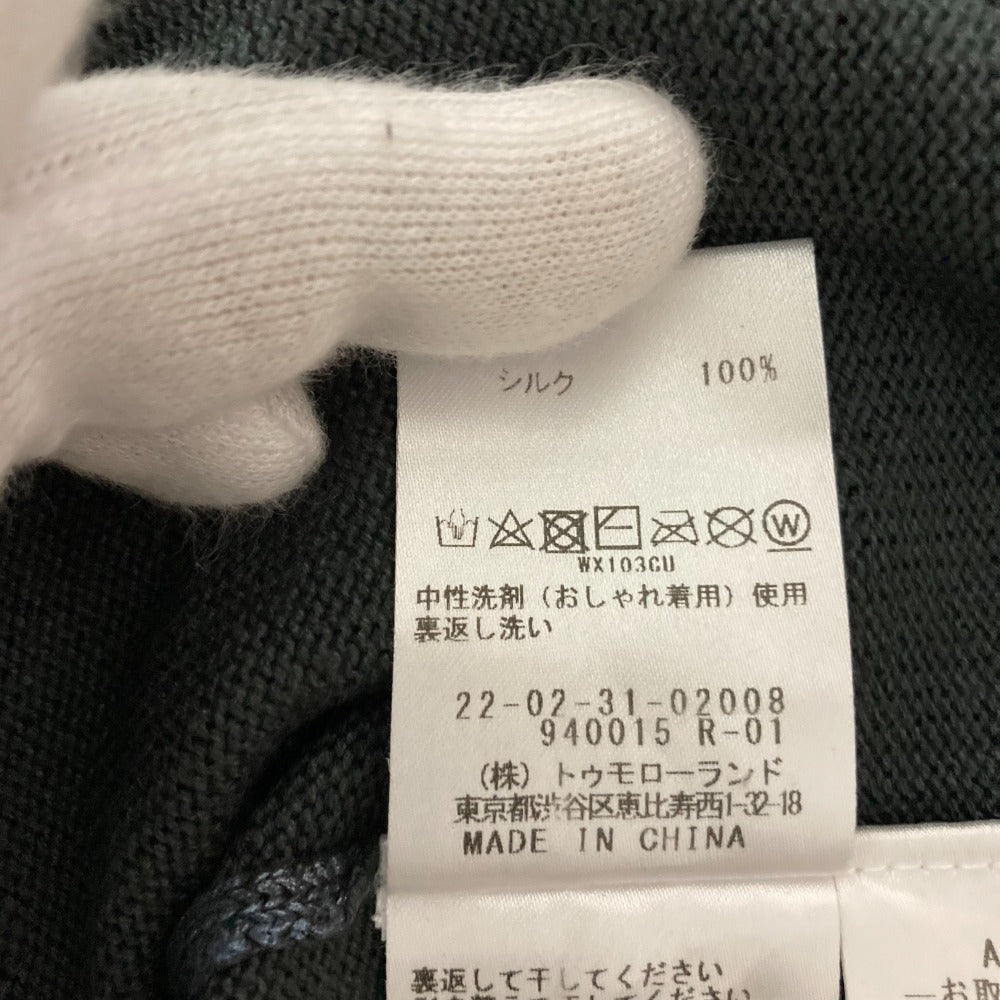 シルク 100%
W
WX103CU
中性洗剤（おしゃれ着用）使用
裏返し洗い
22-02-31-02008
940015 R-01
（株）トゥモローランド
東京都渋谷区恵比寿西1-32-18
MADE IN CHINA
裏返して干してください
A
お取